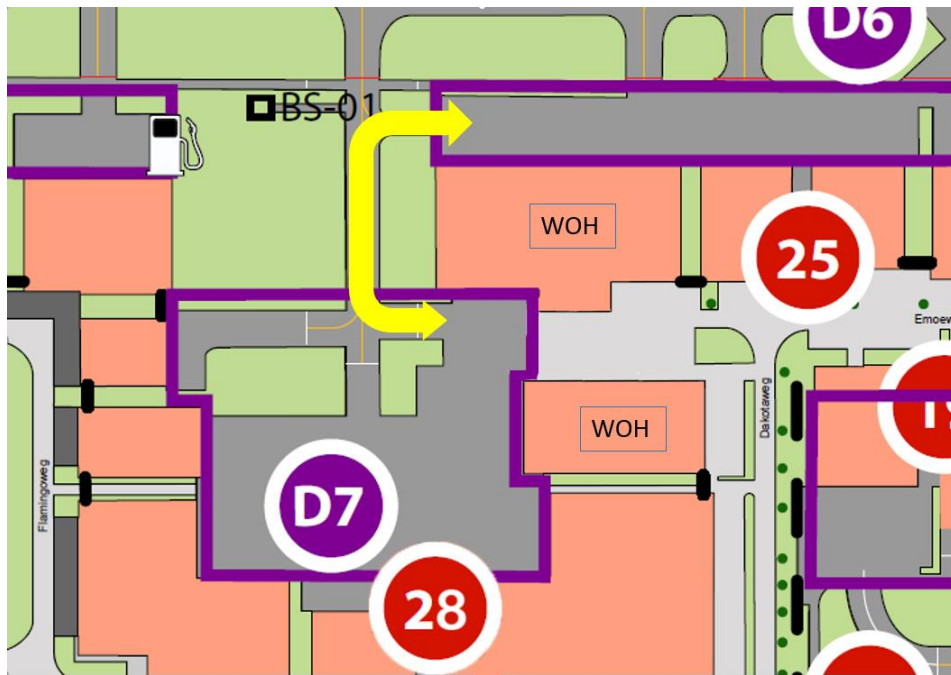 D6
BS-01
WOH
25
Emoew
WOH
Dakotaweg
Flamingoweg
D7
28